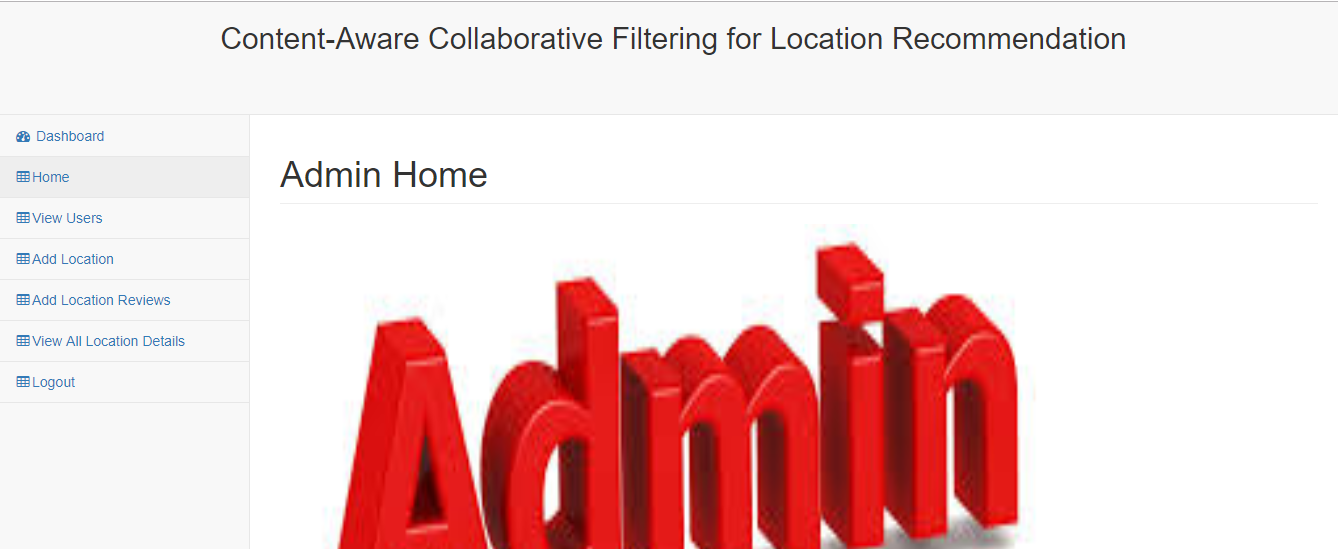 Content-Aware Collaborative Filtering for Location Recommendation
Dashboard
Home
View Users
Add Location
Add Location Reviews
View All Location Details
Logout
Admin Home
Admin